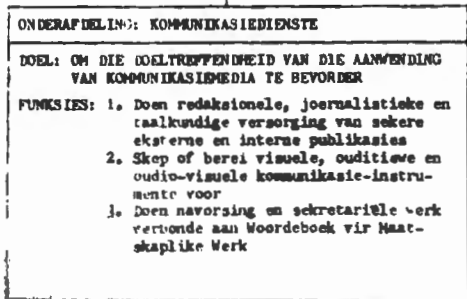 ONDERAFDELING: KOMMUNIKASIEDIENSTE
DOEL: OM DIE DOELTREFFENDHEID VAN DIE AANWENDING
VAN KOMMUNIKASIEMEDIA TE BEVORDER
FUNKSIES: 1. Doen redaksionele, joernalistieke en
taalkundige versorging van sekere
eksterne en interne publikasies
2. Skep of berei visuele, ouditiewe en
oudio-visuele kommunikasie-instru-
mente voor
3. Doen navorsing en sekretariële werk
verbonde aan Woordeboek vir Maat-
skaplike Werk